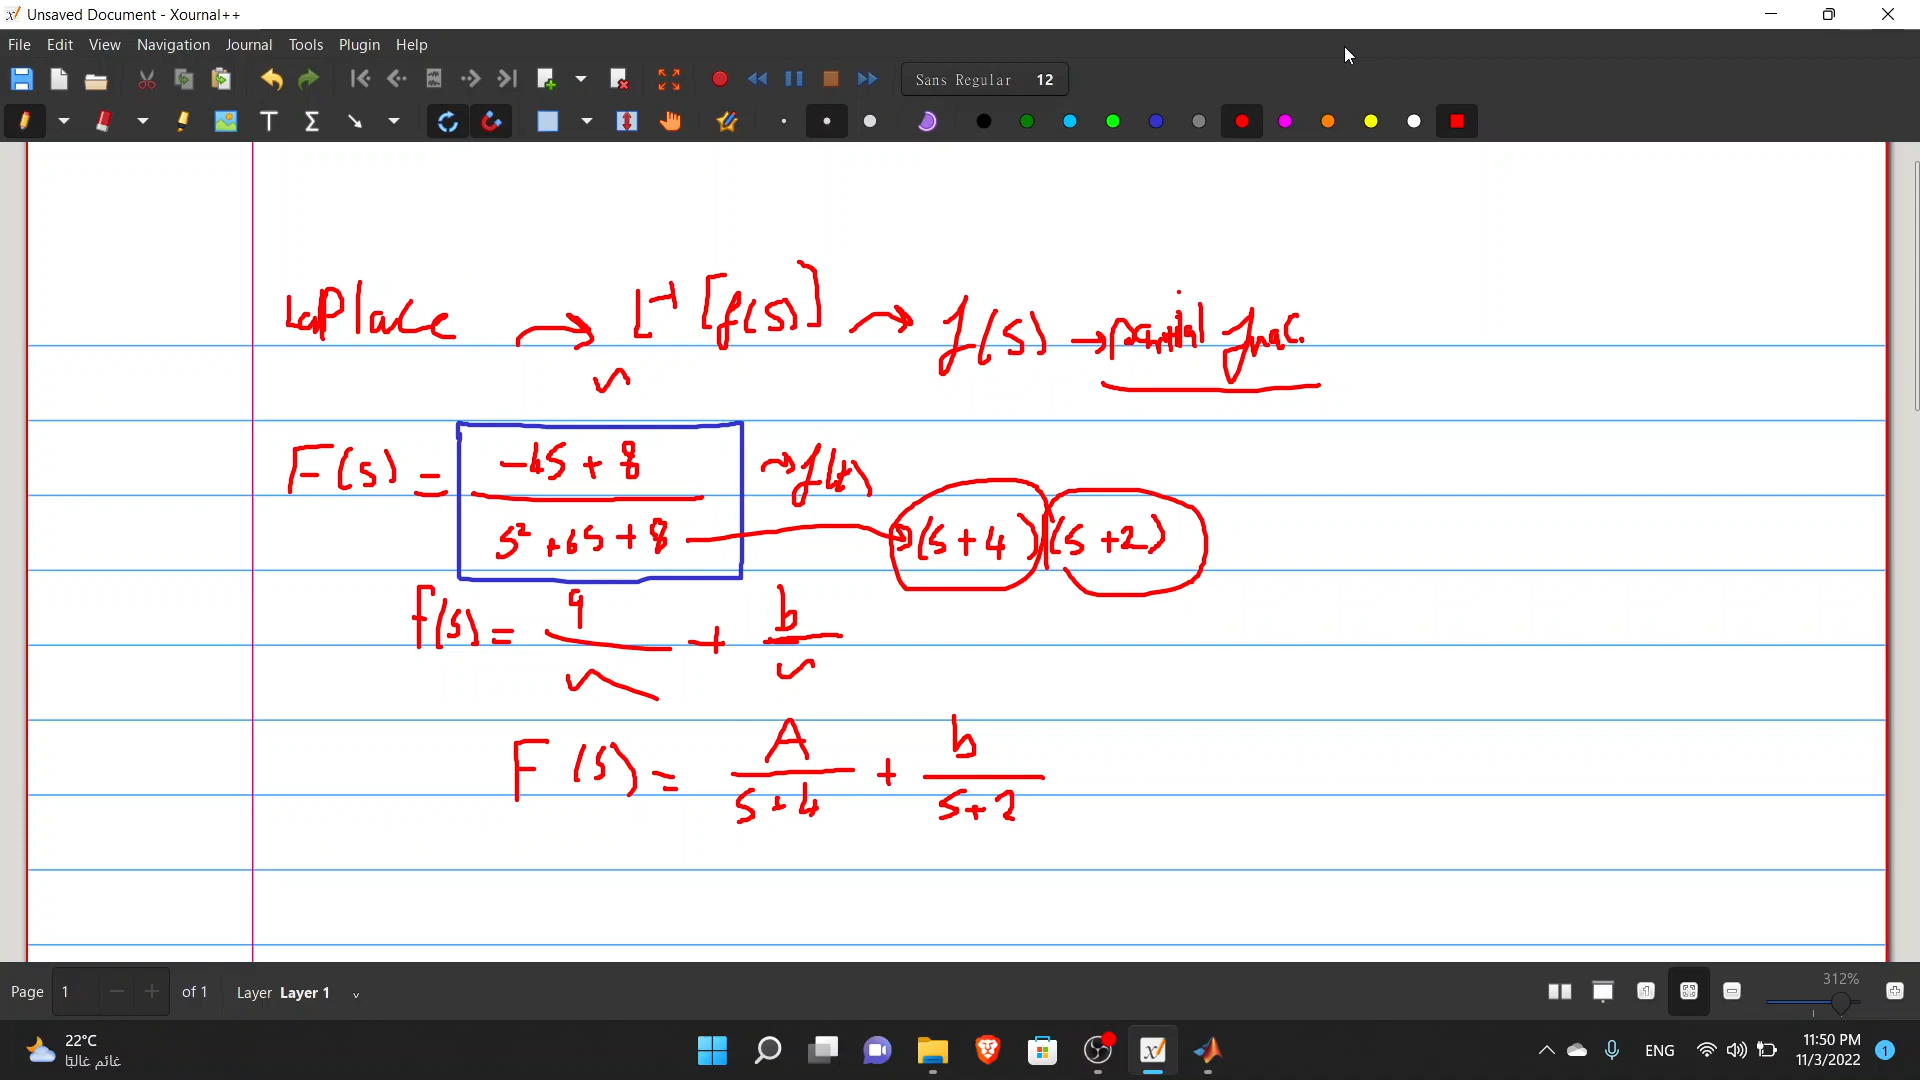 Unsaved Document - Xournal++
File Edit View Navigation Journal Tools Plugin Help
Sans Regular 12
LaPlace → L⁻¹ [f(s)] → f(s) → partial frac.
F(s) = (-6s + 8) / (s² + 6s + 8) → f(t)
→ (s+4)(s+2)
f(s) = a/ + b/
F(s) = A/(s+4) + b/(s+2)
Page 1 of 1 Layer Layer 1
312%
22°C
غائم غالبًا
ENG
11:50 PM
11/3/2022
1